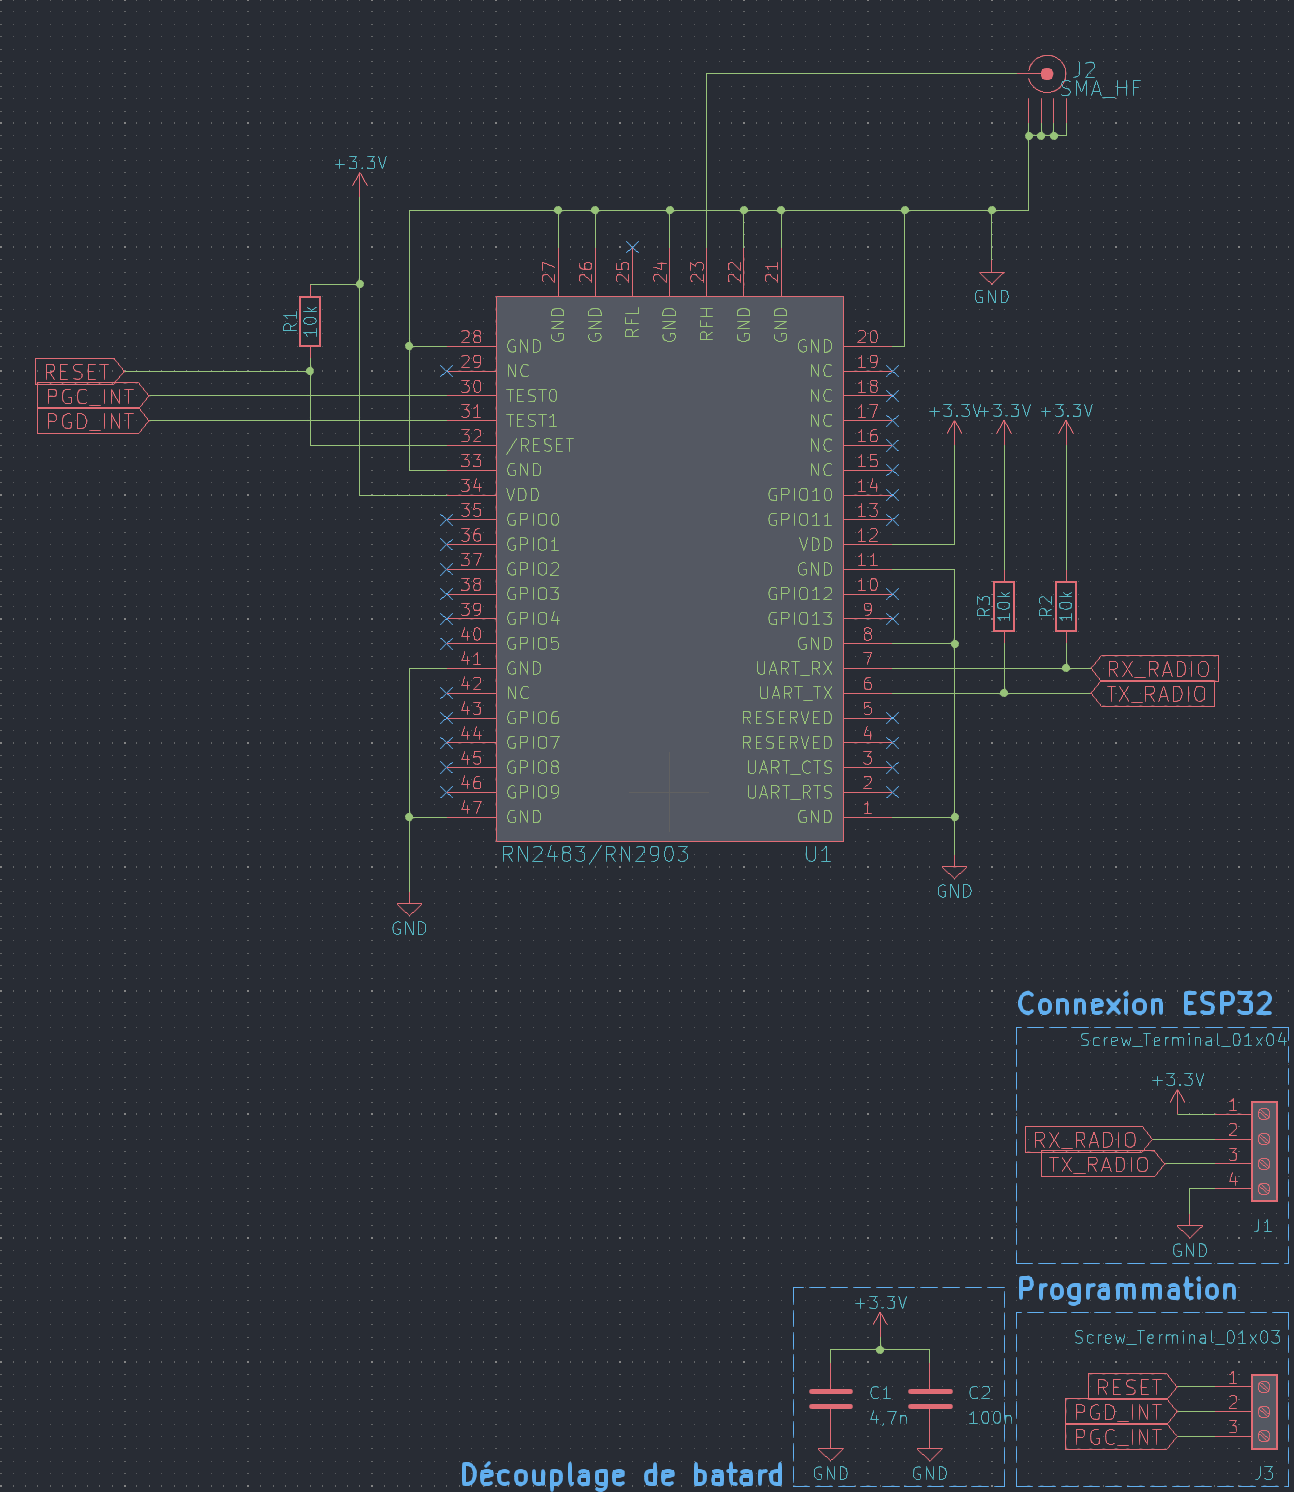 J2
SMA_HF
+3.3V
27
26
25
24
23
22
21
GND
GND
RFL
GND
RFH
GND
GND
GND
R1
10k
RESET
PGC_INT
PGD_INT
28 GND
29 NC
30 TEST0
31 TEST1
32 /RESET
33 GND
34 VDD
35 GPIO0
36 GPIO1
37 GPIO2
38 GPIO3
39 GPIO4
40 GPIO5
41 GND
42 NC
43 GPIO6
44 GPIO7
45 GPIO8
46 GPIO9
47 GND
GND 20
NC 19
NC 18
NC 17
NC 16
NC 15
GPIO10 14
GPIO11 13
VDD 12
GND 11
GPIO12 10
GPIO13 9
GND 8
UART_RX 7
UART_TX 6
RESERVED 5
RESERVED 4
UART_CTS 3
UART_RTS 2
GND 1
+3.3V
+3.3V
+3.3V
R3
10k
R2
10k
RX_RADIO
TX_RADIO
RN2483/RN2903
U1
GND
GND
Connexion ESP32
Screw_Terminal_01x04
+3.3V
1
RX_RADIO 2
TX_RADIO 3
4
J1
GND
Programmation
Screw_Terminal_01x03
RESET 1
PGD_INT 2
PGC_INT 3
J3
+3.3V
C1
4,7n
C2
100n
GND
GND
Découplage de batard